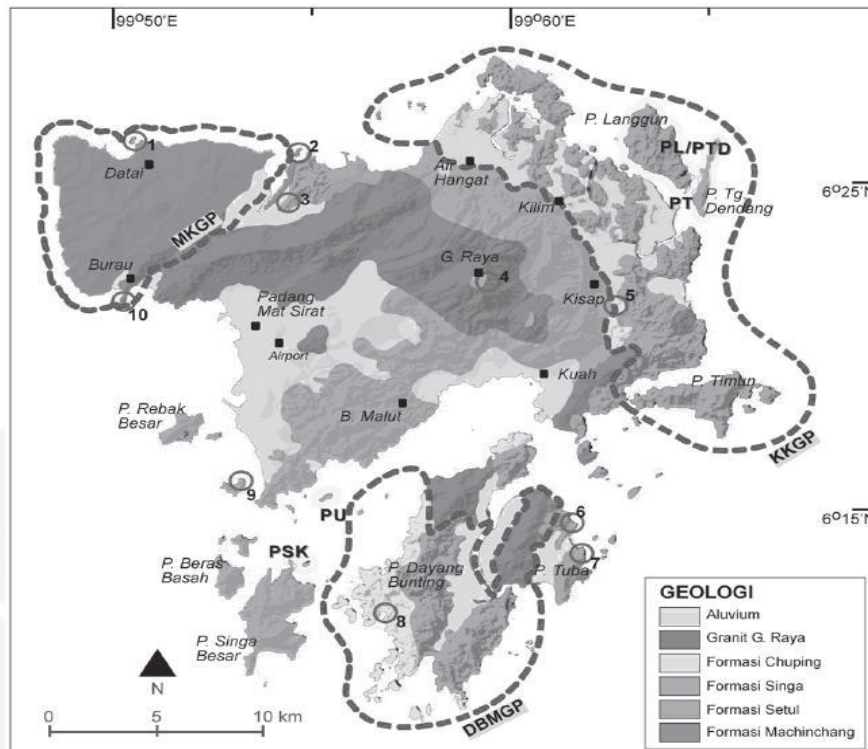 99°50'E
99°60'E
P. Langgun
1
2
PL/PTD
Datai
Air
Hangat
6°25'N
P. Tg.
Dendang
3
Kilim
PT
MKGP
Burau
G. Raya
4
Kisap
5
10
Padang
Mat Sirat
Airport
Kuah
P. Timun
B. Malut
P. Rebak
Besar
KKGP
9
PU
6
6°15'N
PSK
7
P. Beras
Basah
P. Dayang
Bunting
P. Tuba
8
P. Singa
Besar
N
DBMGP
0
5
10 km
GEOLOGI
Aluvium
Granit G. Raya
Formasi Chuping
Formasi Singa
Formasi Setul
Formasi Machinchang